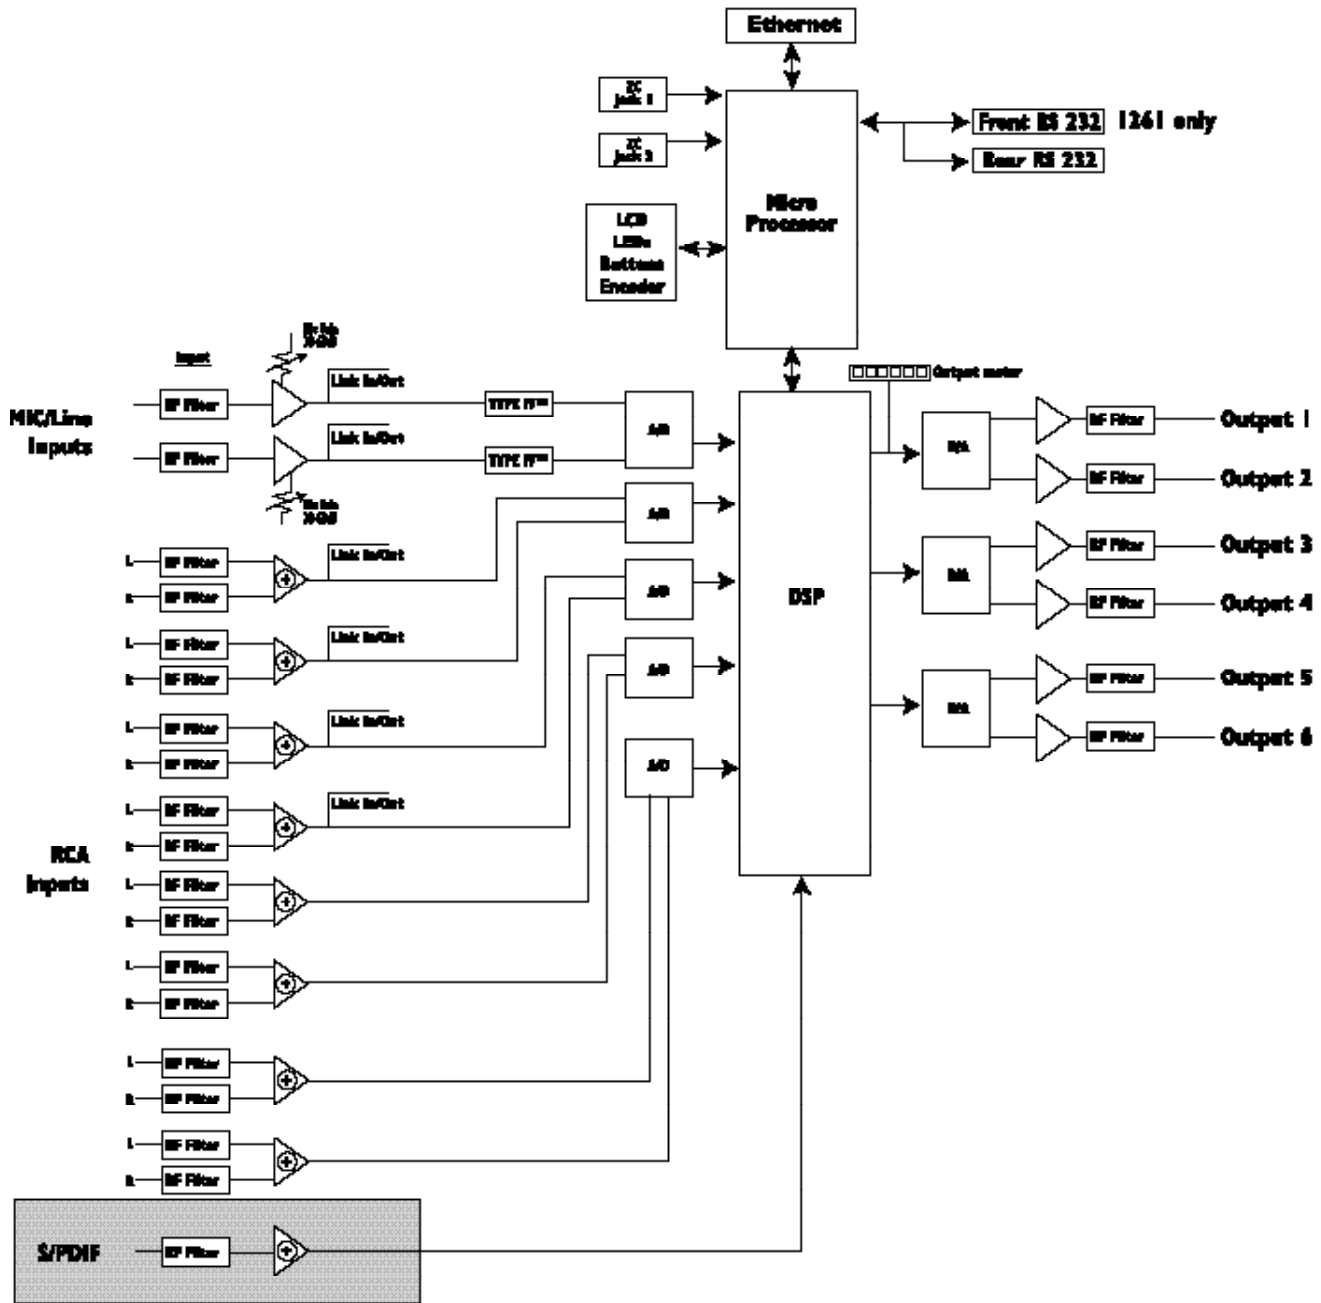 Ethernet
Jack 1
Front RS 232 1261 only
Jack 2
Rear RS 232
Micro
Processor
LCD
LEDs
Buttons
Encoder
Input
Link In/Out
Output meter
RF Filter
TYPE IV™
A/D
RF Filter
Output 1
MIC/Line
Inputs
Link In/Out
D/A
RF Filter
TYPE IV™
RF Filter
Output 2
A/D
Link In/Out
L
RF Filter
RF Filter
Output 3
R
RF Filter
A/D
D/A
DSP
RF Filter
Output 4
Link In/Out
L
RF Filter
R
RF Filter
A/D
RF Filter
Output 5
Link In/Out
D/A
L
RF Filter
RF Filter
Output 6
R
RF Filter
A/D
Link In/Out
L
RF Filter
R
RF Filter
RCA
Inputs
L
RF Filter
R
RF Filter
L
RF Filter
R
RF Filter
L
RF Filter
R
RF Filter
L
RF Filter
R
RF Filter
S/PDIF
RF Filter